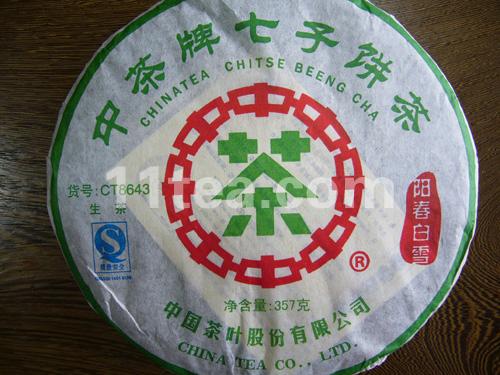 中茶牌七子饼茶
CHINATEA CHITSE BEENG CHA
茶
货号:CT8643
生茶
阳春白雪
®
净含量:357克
中国茶叶股份有限公司
CHINA TEA CO., LTD.
11tea.com